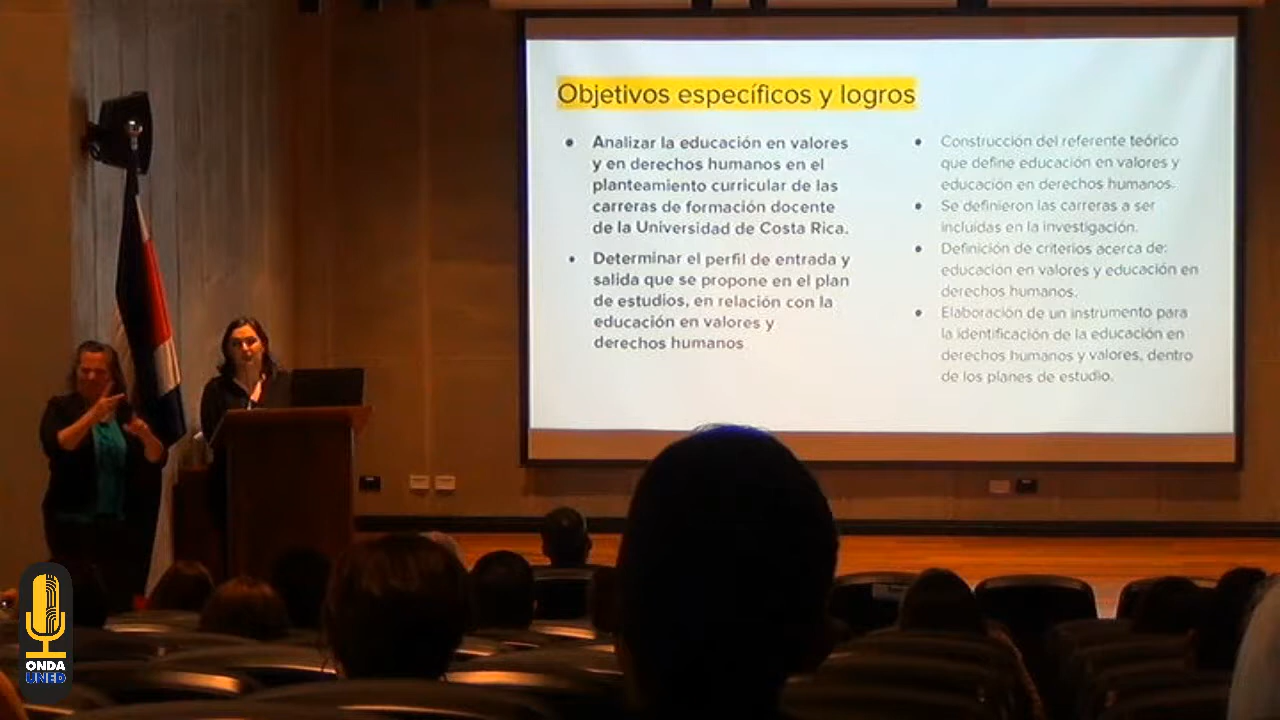 Objetivos específicos y logros
● Analizar la educación en valores
y en derechos humanos en el
planteamiento curricular de las
carreras de formación docente
de la Universidad de Costa Rica.
• Determinar el perfil de entrada y
salida que se propone en el plan
de estudios, en relación con la
educación en valores y
derechos humanos
● Construcción del referente teórico
que define educación en valores y
educación en derechos humanos.
● Se definieron las carreras a ser
incluidas en la investigación.
● Definición de criterios acerca de:
educación en valores y educación en
derechos humanos.
● Elaboración de un instrumento para
la identificación de la educación en
derechos humanos y valores, dentro
de los planes de estudio.
ONDA
UNED